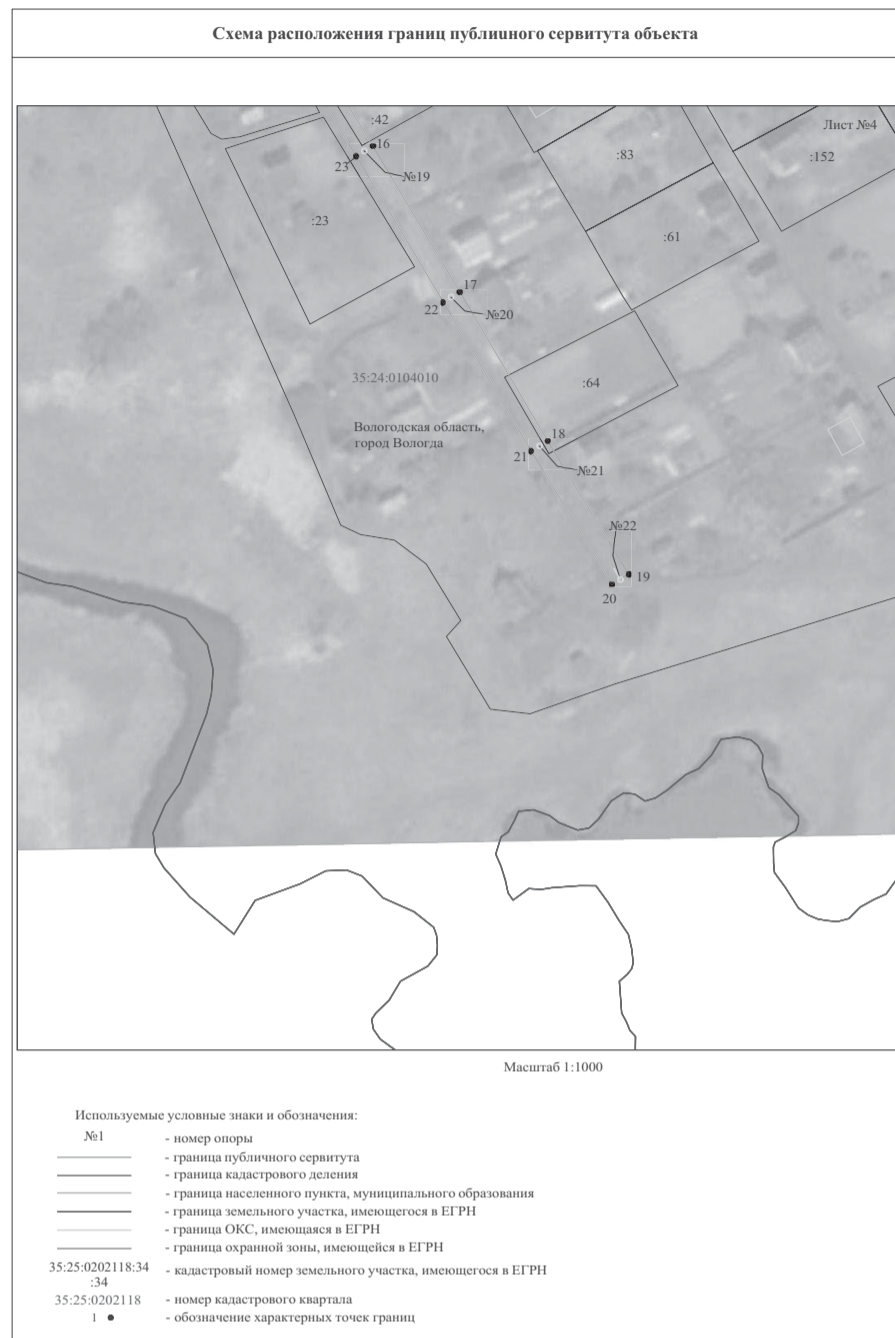 Схема расположения границ публиuного сервитута объекта
Лист №4
:42
16
23
№19
:83
:152
:23
:61
17
22
№20
35:24:0104010
:64
Вологодская область,
город Вологда
18
21
№21
№22
19
20
Масштаб 1:1000
Используемые условные знаки и обозначения:
№1 - номер опоры
- граница публичного сервитута
- граница кадастрового деления
- граница населенного пункта, муниципального образования
- граница земельного участка, имеющегося в ЕГРН
- граница ОКС, имеющаяся в ЕГРН
- граница охранной зоны, имеющейся в ЕГРН
35:25:0202118:34 - кадастровый номер земельного участка, имеющегося в ЕГРН
:34
35:25:0202118 - номер кадастрового квартала
1 ● - обозначение характерных точек границ